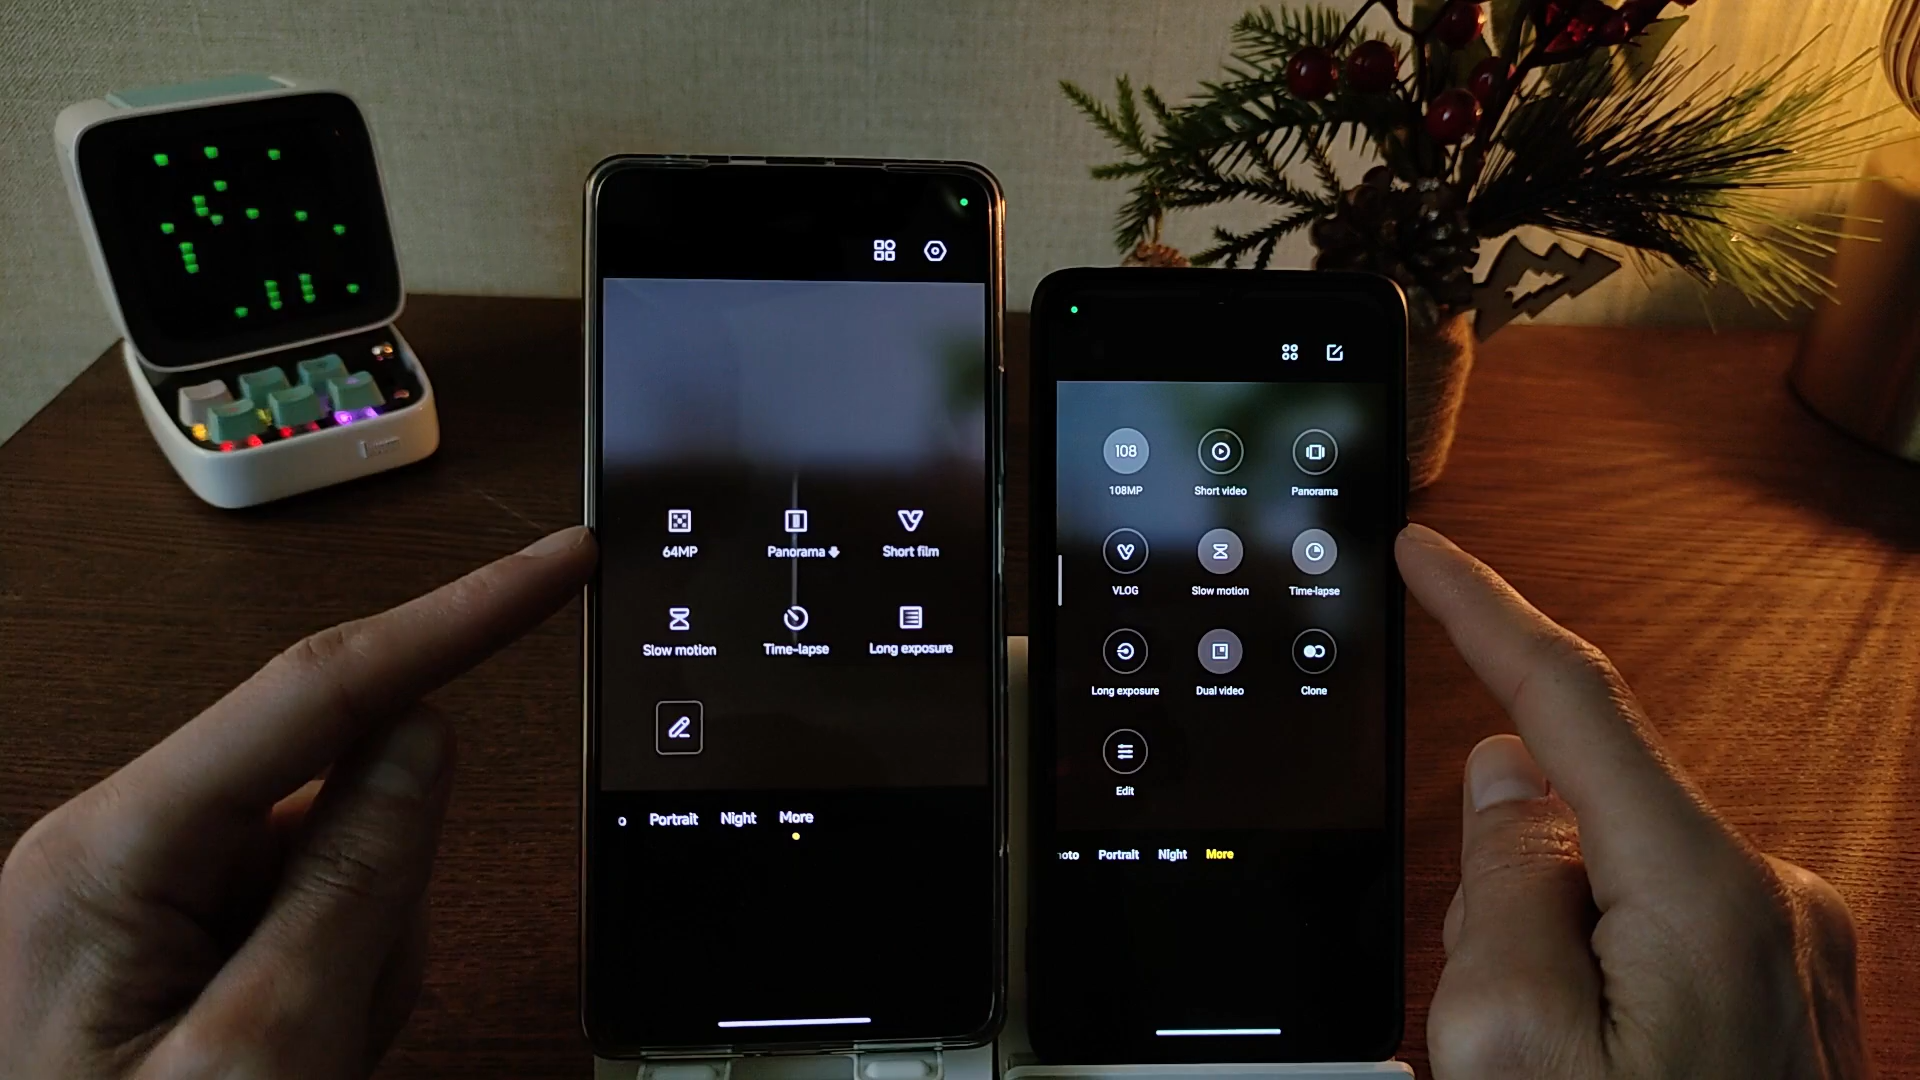 64MP
Panorama
Short film
Slow motion
Time-lapse
Long exposure
o
Portrait
Night
More
108
108MP
Short video
Panorama
VLOG
Slow motion
Time-lapse
Long exposure
Dual video
Clone
Edit
oto
Portrait
Night
More